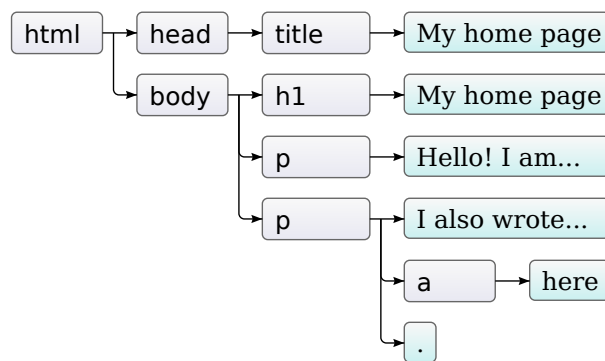 html head title My home page
body h1 My home page
p Hello! I am...
p I also wrote...
a here
.